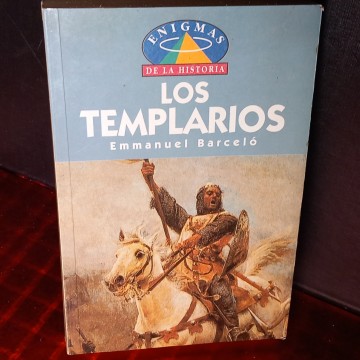 ENIGMAS
DE LA HISTORIA
LOS
TEMPLARIOS
Emmanuel Barceló